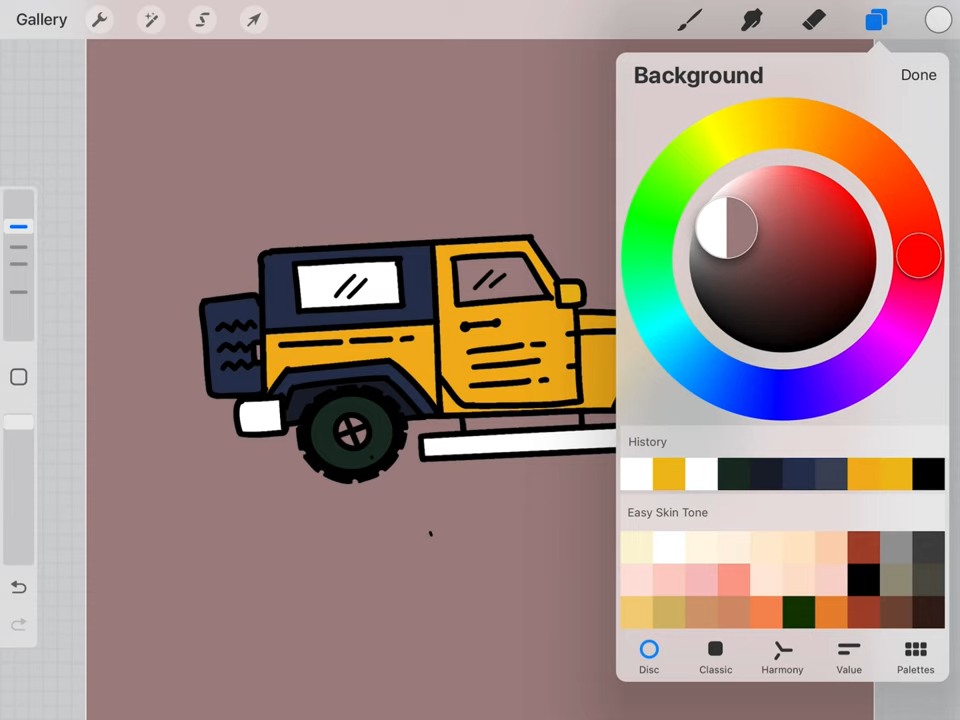 Gallery
Background
Done
History
Easy Skin Tone
Disc
Classic
Harmony
Value
Palettes